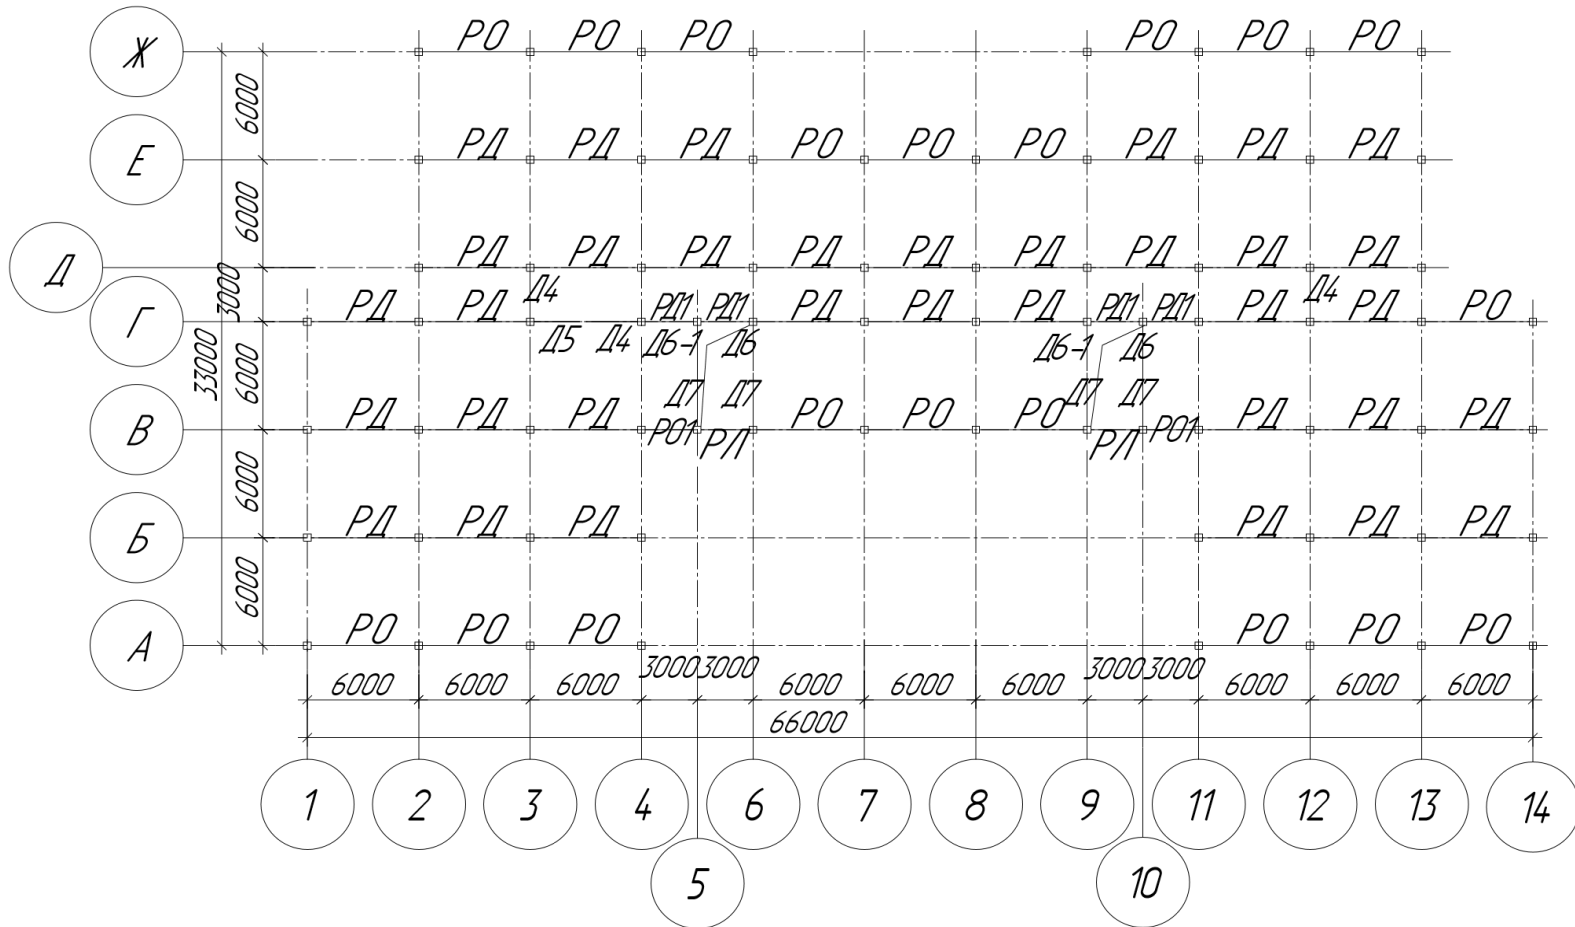 Ж РО РО РО РО РО РО
6000
Е РД РД РД РО РО РО РД РД РД
6000
Д РД РД РД РД РД РД РД РД РД
3000
Д4 Д4
Г РД РД РД1 РД1 РД РД РД РД1 РД1 РД РД РО
Д5 Д4 Д6-1 Д6 Д6-1 Д6
33000
6000
Д7 Д7 Д7 Д7
В РД РД РД РО РО РО РД РД РД
РО1 РЛ РЛ РО1
6000
Б РД РД РД РД РД РД
6000
А РО РО РО РО РО РО
3000 3000 3000 3000
6000 6000 6000 6000 6000 6000 6000 6000 6000
66000
1 2 3 4 6 7 8 9 11 12 13 14
5 10